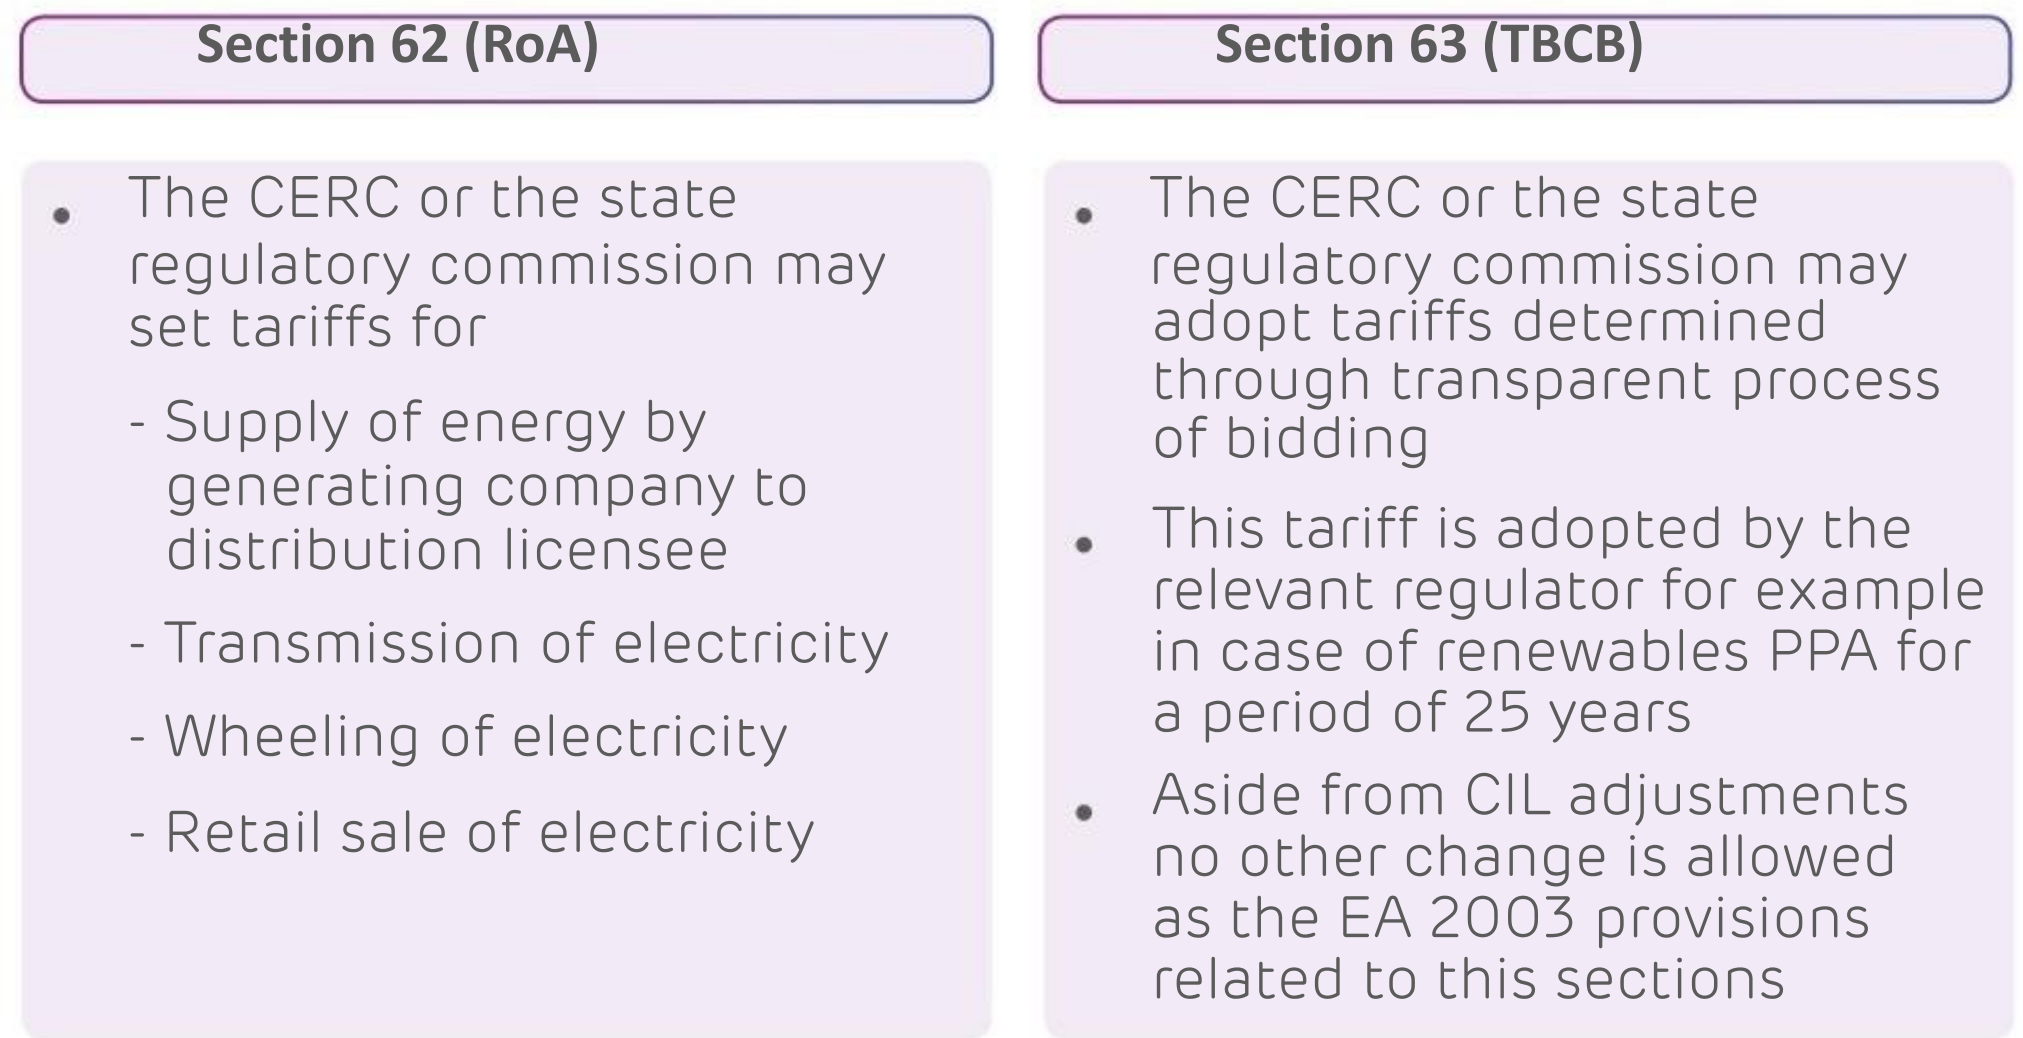 Section 62 (RoA)
• The CERC or the state
regulatory commission may
set tariffs for
- Supply of energy by
generating company to
distribution licensee
- Transmission of electricity
- Wheeling of electricity
- Retail sale of electricity
Section 63 (TBCB)
• The CERC or the state
regulatory commission may
adopt tariffs determined
through transparent process
of bidding
• This tariff is adopted by the
relevant regulator for example
in case of renewables PPA for
a period of 25 years
• Aside from CIL adjustments
no other change is allowed
as the EA 2003 provisions
related to this sections